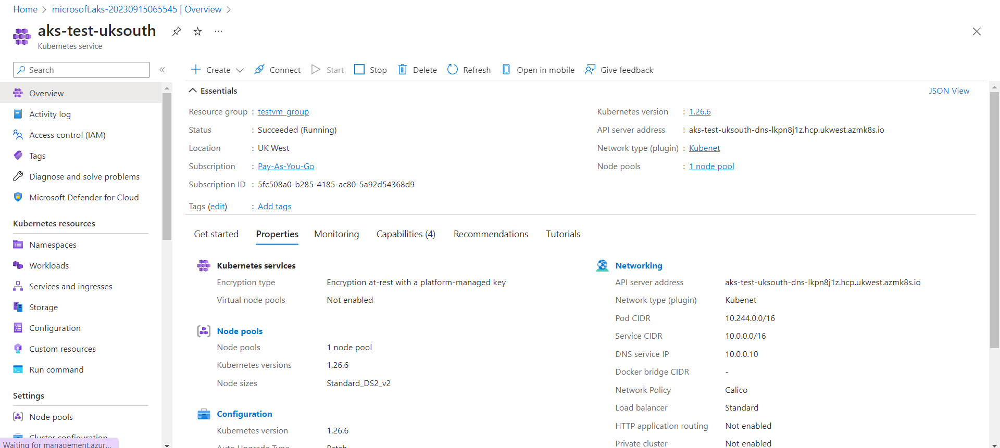 Home > microsoft.aks-20230915065545 | Overview >
aks-test-uksouth ...
Kubernetes service
Search «
Create Connect Start Stop Delete Refresh Open in mobile Give feedback
Overview
Activity log
Access control (IAM)
Tags
Diagnose and solve problems
Microsoft Defender for Cloud
Kubernetes resources
Namespaces
Workloads
Services and ingresses
Storage
Configuration
Custom resources
Run command
Settings
Node pools
Cluster configuration
Waiting for management.azur...
Essentials
JSON View
Resource group : testvm_group
Status : Succeeded (Running)
Location : UK West
Subscription : Pay-As-You-Go
Subscription ID : 5fc508a0-b285-4185-ac80-5a92d54368d9
Tags (edit) : Add tags
Kubernetes version : 1.26.6
API server address : aks-test-uksouth-dns-lkpn8j1z.hcp.ukwest.azmk8s.io
Network type (plugin) : Kubenet
Node pools : 1 node pool
Get started Properties Monitoring Capabilities (4) Recommendations Tutorials
Kubernetes services
Encryption type Encryption at-rest with a platform-managed key
Virtual node pools Not enabled
Node pools
Node pools 1 node pool
Kubernetes versions 1.26.6
Node sizes Standard_DS2_v2
Configuration
Kubernetes version 1.26.6
Auto Upgrade Type Patch
Networking
API server address aks-test-uksouth-dns-lkpn8j1z.hcp.ukwest.azmk8s.io
Network type (plugin) Kubenet
Pod CIDR 10.244.0.0/16
Service CIDR 10.0.0.0/16
DNS service IP 10.0.0.10
Docker bridge CIDR -
Network Policy Calico
Load balancer Standard
HTTP application routing Not enabled
Private cluster Not enabled